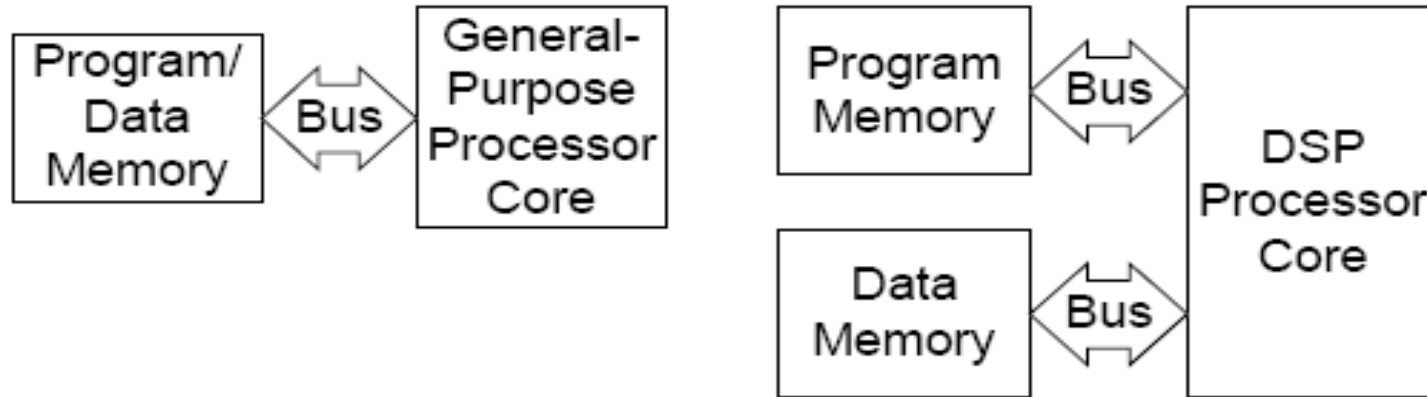 Program/
Data
Memory
Bus
General-
Purpose
Processor
Core
Program
Memory
Bus
Data
Memory
Bus
DSP
Processor
Core